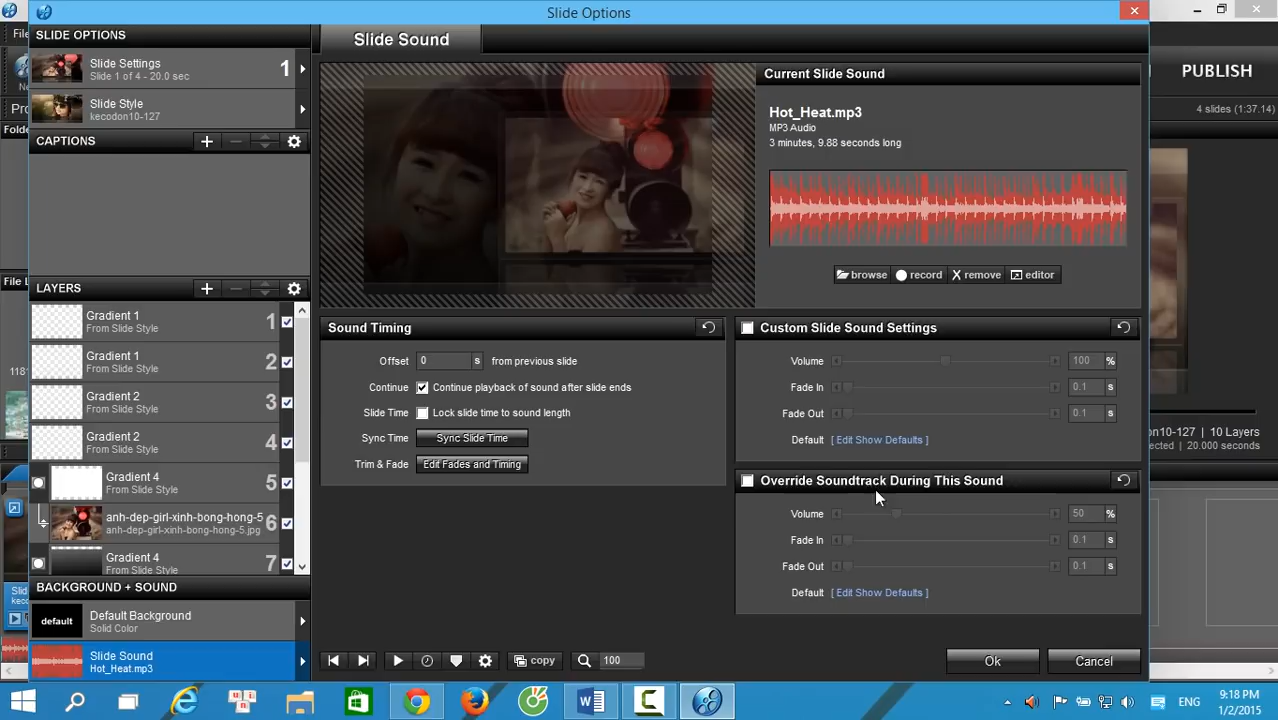 Slide Options
SLIDE OPTIONS
Slide Settings
Slide 1 of 4 - 20.0 sec
1
Slide Style
kecodon10-127
CAPTIONS
LAYERS
Gradient 1
From Slide Style
1
Gradient 1
From Slide Style
2
Gradient 2
From Slide Style
3
Gradient 2
From Slide Style
4
Gradient 4
From Slide Style
5
anh-dep-girl-xinh-bong-hong-5
anh-dep-girl-xinh-bong-hong-5.jpg
6
Gradient 4
From Slide Style
7
BACKGROUND + SOUND
default
Default Background
Solid Color
Slide Sound
Hot_Heat.mp3
Slide Sound
Current Slide Sound
Hot_Heat.mp3
MP3 Audio
3 minutes, 9.88 seconds long
browse
record
remove
editor
Sound Timing
Offset 0 s from previous slide
Continue Continue playback of sound after slide ends
Slide Time Lock slide time to sound length
Sync Time Sync Slide Time
Trim & Fade Edit Fades and Timing
Custom Slide Sound Settings
Volume 100 %
Fade In 0.1 s
Fade Out 0.1 s
Default [ Edit Show Defaults ]
Override Soundtrack During This Sound
Volume 50 %
Fade In 0.1 s
Fade Out 0.1 s
Default [ Edit Show Defaults ]
copy
100
Ok
Cancel
PUBLISH
4 slides (1:37.14)
on10-127 | 10 Layers
ected | 20.000 seconds
ENG
9:18 PM
1/2/2015